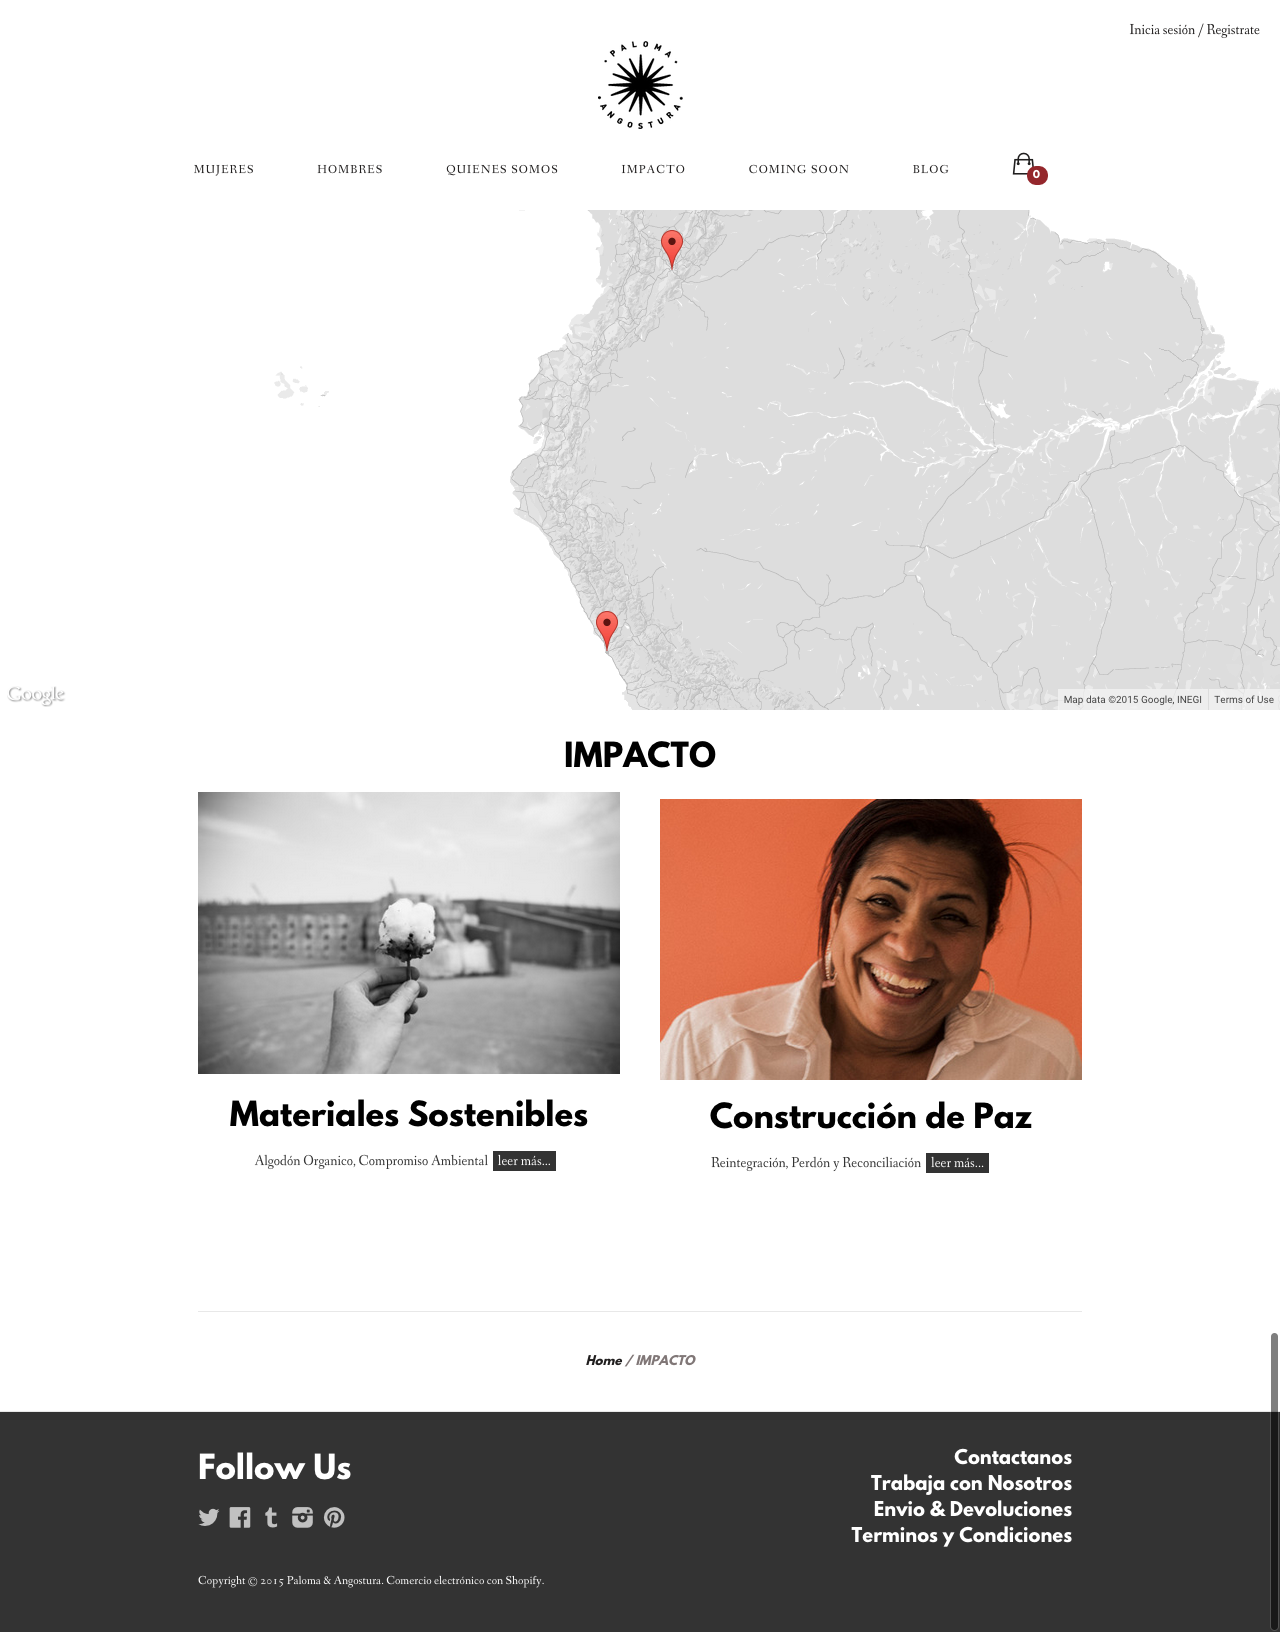 Inicia sesión / Registrate
PALOMA
ANGOSTURA
MUJERES HOMBRES QUIENES SOMOS IMPACTO COMING SOON BLOG 0
Google
Map data ©2015 Google, INEGI Terms of Use
IMPACTO
Materiales Sostenibles
Algodón Organico, Compromiso Ambiental leer más...
Construcción de Paz
Reintegración, Perdón y Reconciliación leer más...
Home / IMPACTO
Follow Us
Contactanos
Trabaja con Nosotros
Envio & Devoluciones
Terminos y Condiciones
Copyright © 2015 Paloma & Angostura. Comercio electrónico con Shopify.